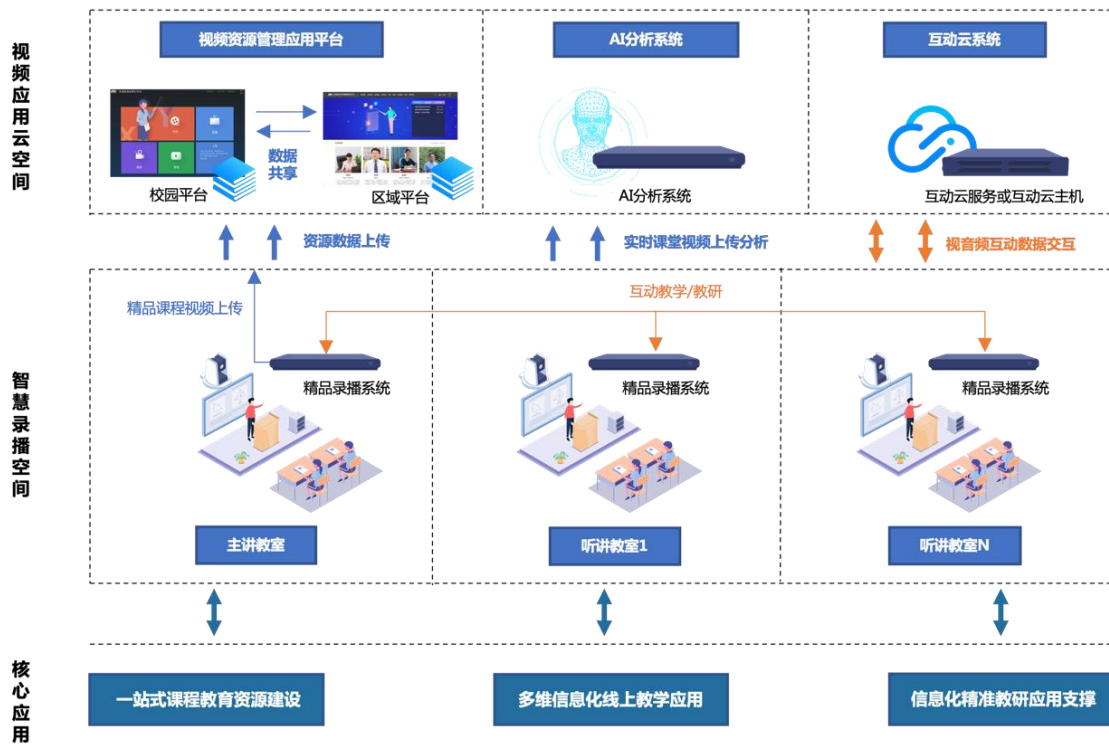 视频应用云空间
视频资源管理应用平台
AI分析系统
互动云系统
数据
共享
校园平台
区域平台
AI分析系统
互动云服务或互动云主机
资源数据上传
实时课堂视频上传分析
视音频互动数据交互
智慧录播空间
精品课程视频上传
互动教学/教研
精品录播系统
精品录播系统
精品录播系统
主讲教室
听讲教室1
听讲教室N
核心应用
一站式课程教育资源建设
多维信息化线上教学应用
信息化精准教研应用支撑